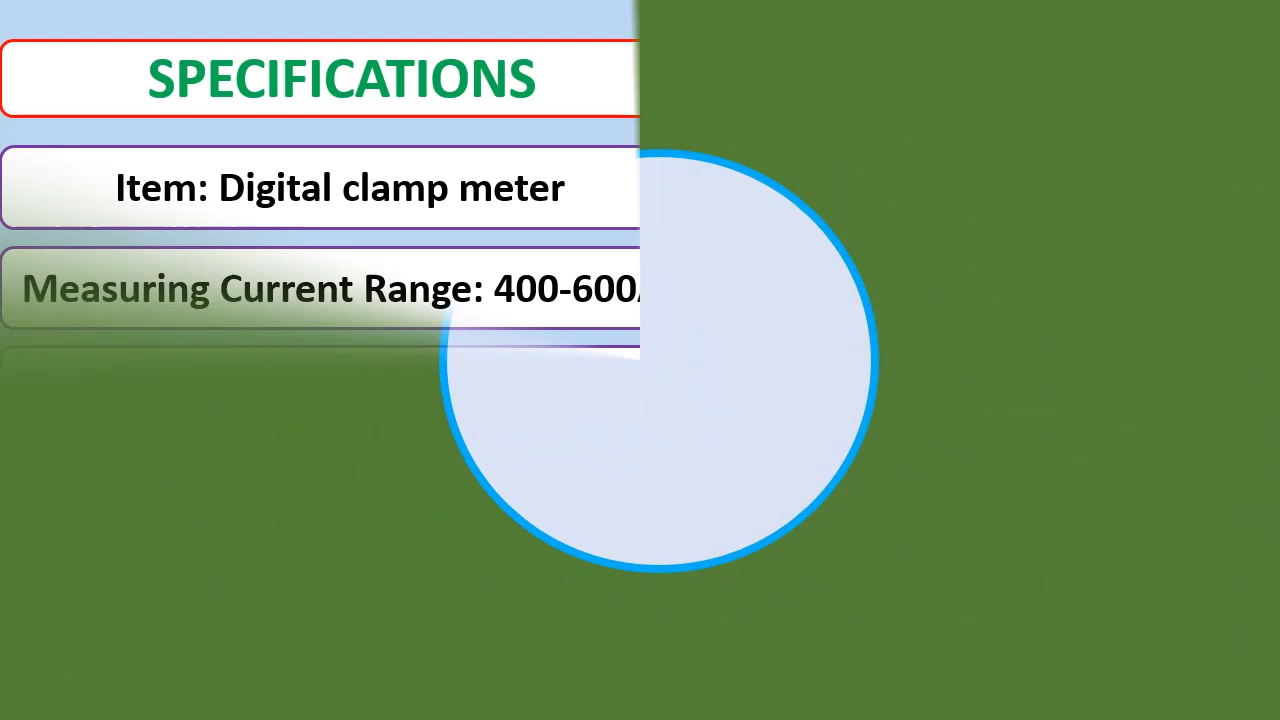 SPECIFICATIONS
Item: Digital clamp meter
Measuring Current Range: 400-600